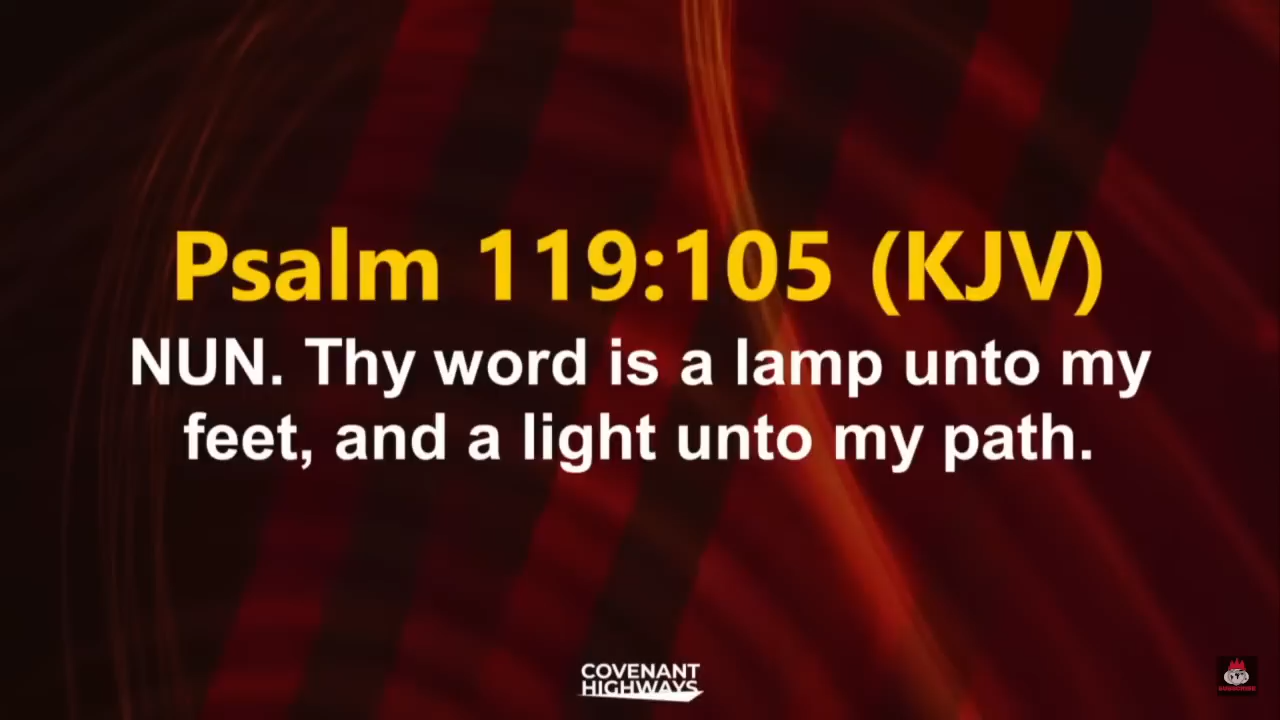 Psalm 119:105 (KJV)
NUN. Thy word is a lamp unto my
feet, and a light unto my path.
COVENANT
HIGHWAYS
SUBSCRIBE